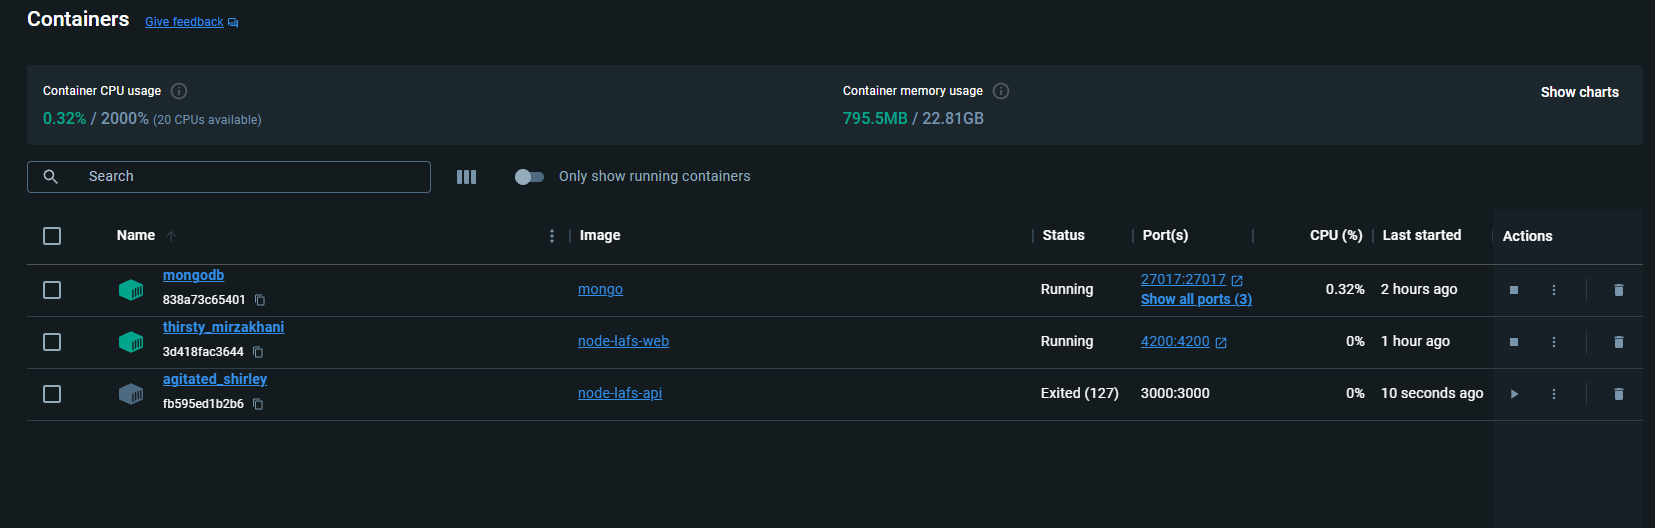 Containers Give feedback
Container CPU usage
0.32% / 2000% (20 CPUs available)
Container memory usage
795.5MB / 22.81GB
Show charts
Search
Only show running containers
Name Image Status Port(s) CPU (%) Last started Actions
mongodb
838a73c65401
mongo Running
27017:27017
Show all ports (3)
0.32% 2 hours ago
thirsty_mirzakhani
3d418fac3644
node-lafs-web Running 4200:4200 0% 1 hour ago
agitated_shirley
fb595ed1b2b6
node-lafs-api Exited (127) 3000:3000 0% 10 seconds ago